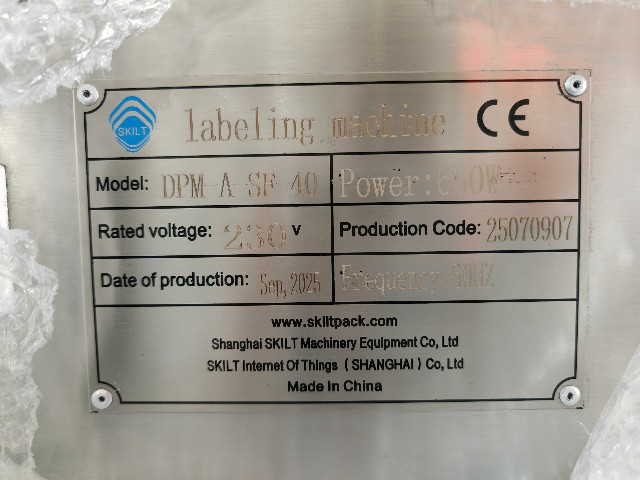 SKILT
labeling machine CE
Model: DPM-A-SF 40
Power:
Rated voltage: 230 V
Production Code: 25070907
Date of production: Sep,2025
Frequency:
www.skiltpack.com
Shanghai SKILT Machinery Equipment Co, Ltd
SKILT Internet Of Things ( SHANGHAI ) Co, Ltd
Made In China